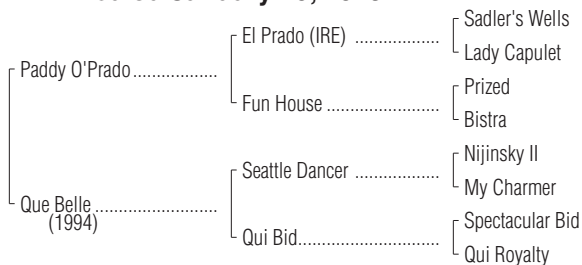 Sadler's Wells
El Prado (IRE) ....................
Lady Capulet
Paddy O'Prado ..................
Prized
Fun House ..........................
Bistra
Nijinsky II
Seattle Dancer ...................
My Charmer
Que Belle ...........................
(1994)
Spectacular Bid
Qui Bid...............................
Qui Royalty